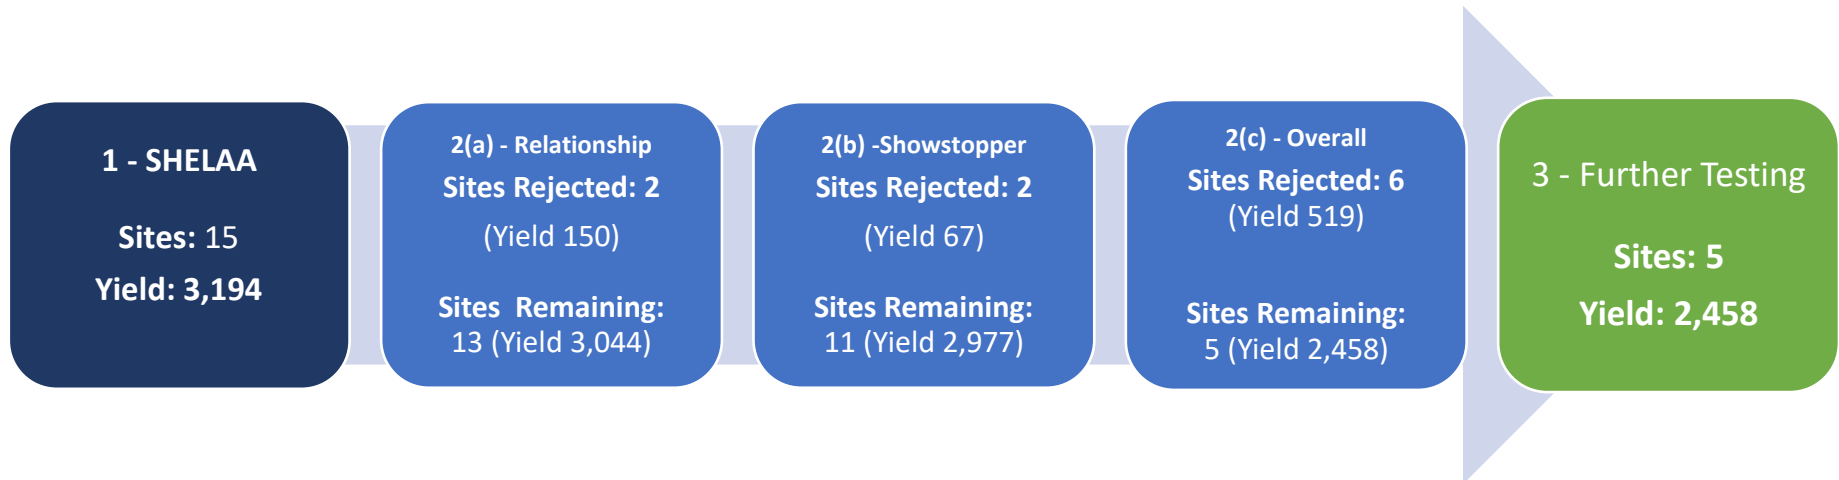 1 - SHELAA
Sites: 15
Yield: 3,194
2(a) - Relationship
Sites Rejected: 2
(Yield 150)
Sites Remaining:
13 (Yield 3,044)
2(b) -Showstopper
Sites Rejected: 2
(Yield 67)
Sites Remaining:
11 (Yield 2,977)
2(c) - Overall
Sites Rejected: 6
(Yield 519)
Sites Remaining:
5 (Yield 2,458)
3 - Further Testing
Sites: 5
Yield: 2,458